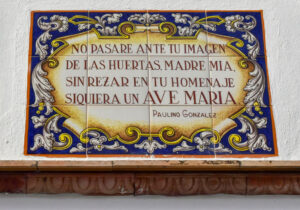 NO PASARE ANTE TU IMAGEN
DE LAS HUERTAS, MADRE MIA,
SIN REZAR EN TU HOMENAJE
SIQUIERA UN AVE MARIA
PAULINO GONZALEZ